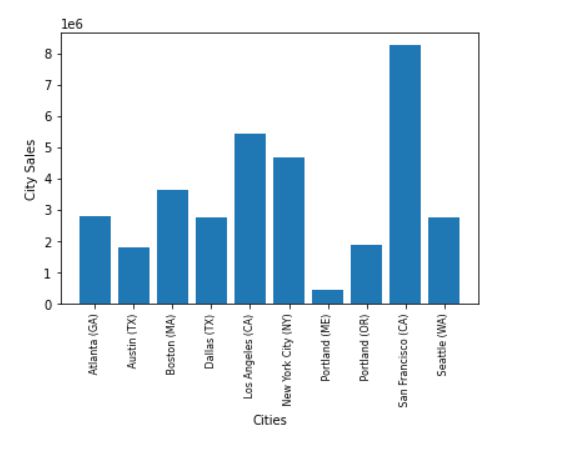 1e6
8
7
6
5
4
3
2
1
0
City Sales
Atlanta (GA)
Austin (TX)
Boston (MA)
Dallas (TX)
Los Angeles (CA)
New York City (NY)
Portland (ME)
Portland (OR)
San Francisco (CA)
Seattle (WA)
Cities